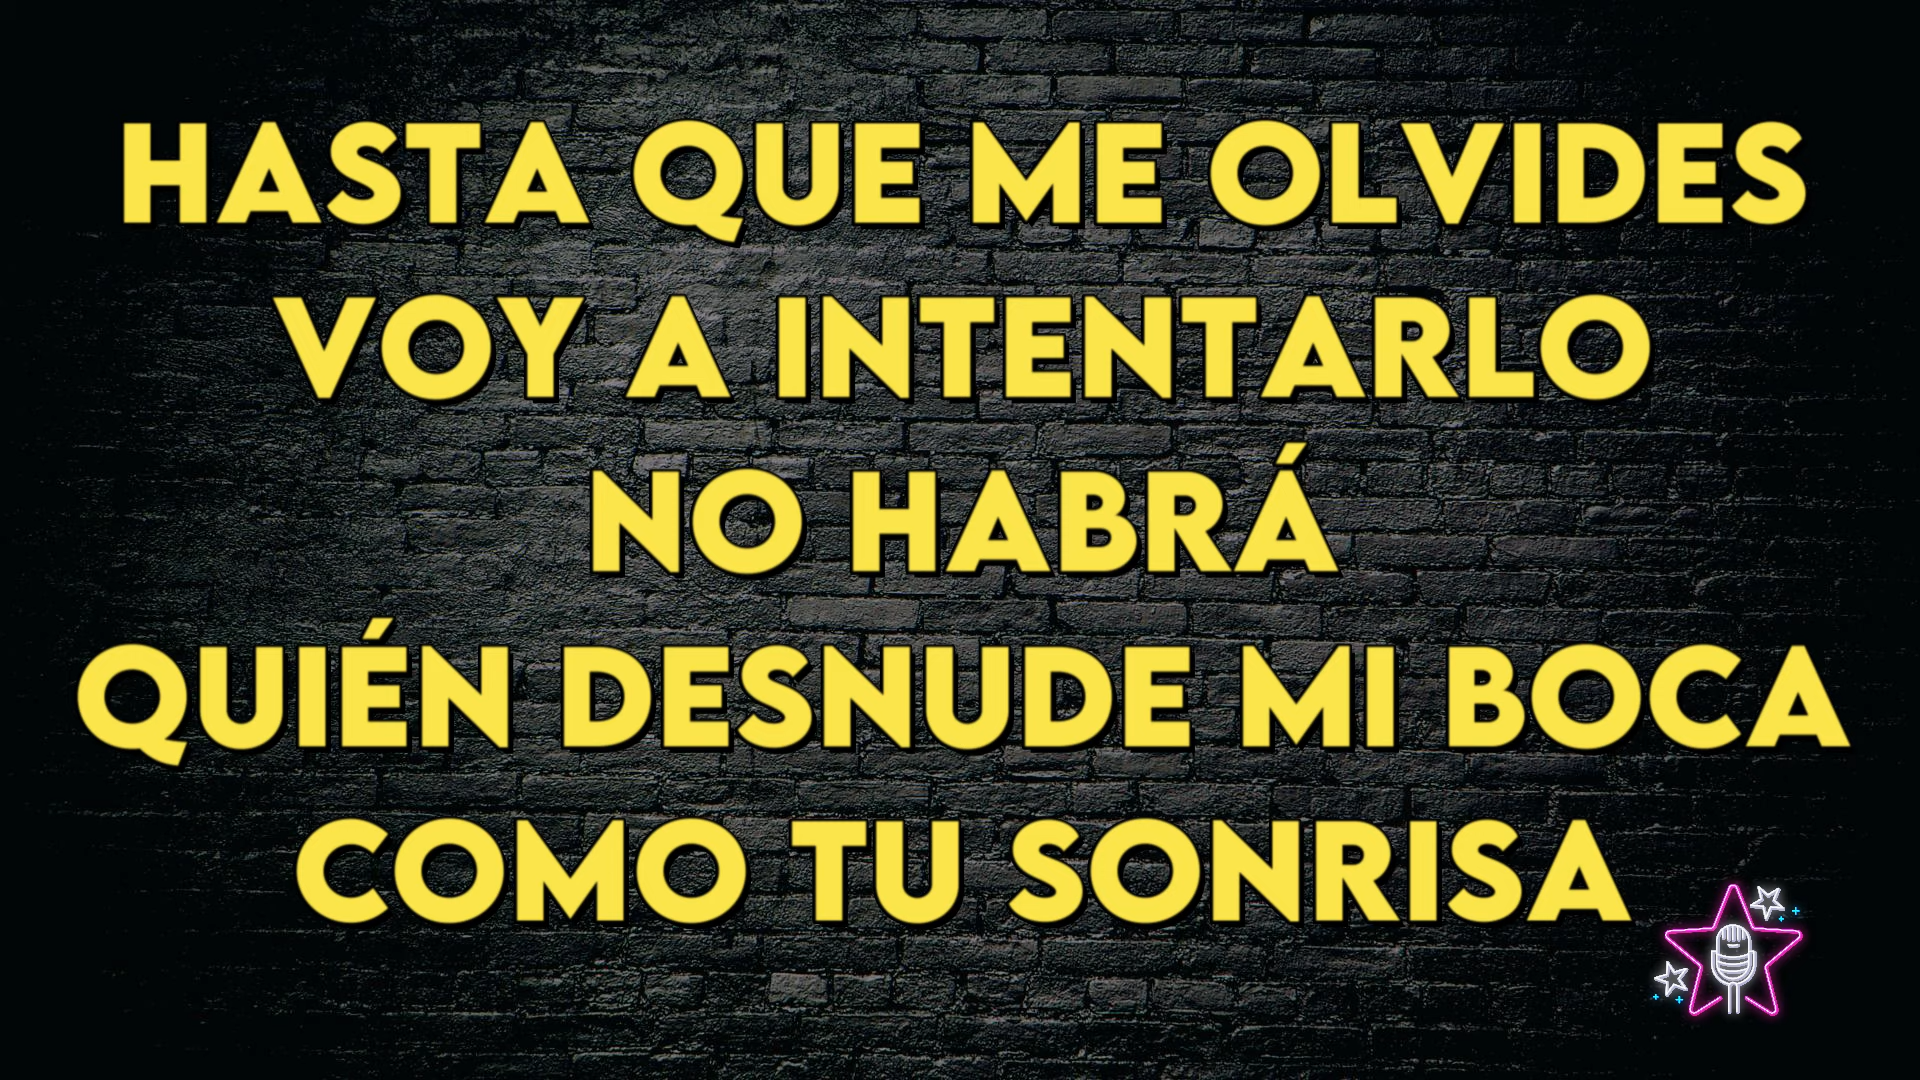 HASTA QUE ME OLVIDES
VOY A INTENTARLO
NO HABRÁ
QUIÉN DESNUDE MI BOCA
COMO TU SONRISA